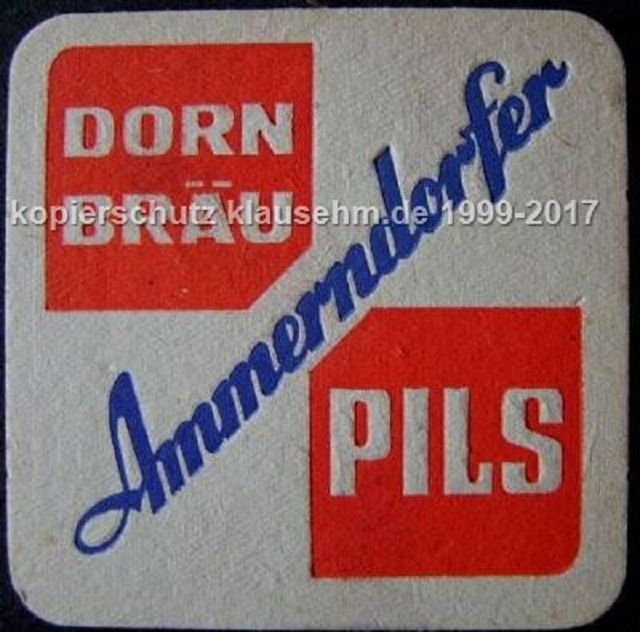 DORN
BRÄU
kopierschutz klausehm.de 1999-2017
Ammerndorfer
PILS